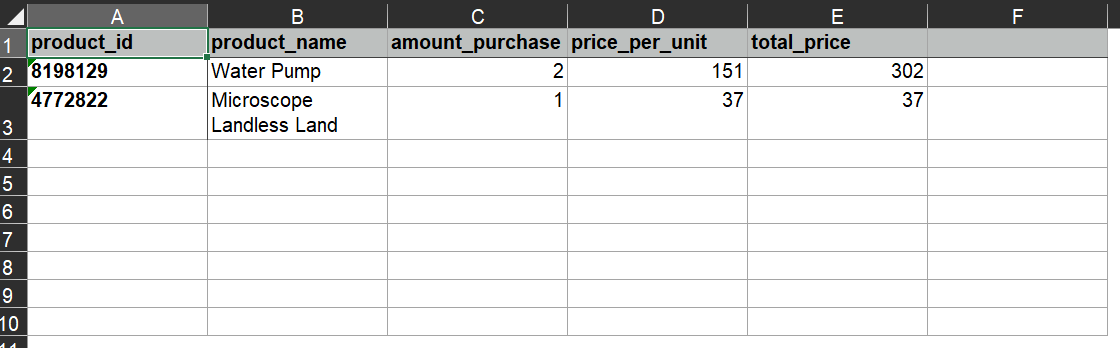 A B C D E F
1 product_id product_name amount_purchase price_per_unit total_price
2 8198129 Water Pump 2 151 302
4772822 Microscope 1 37 37
3 Landless Land
4
5
6
7
8
9
10
11